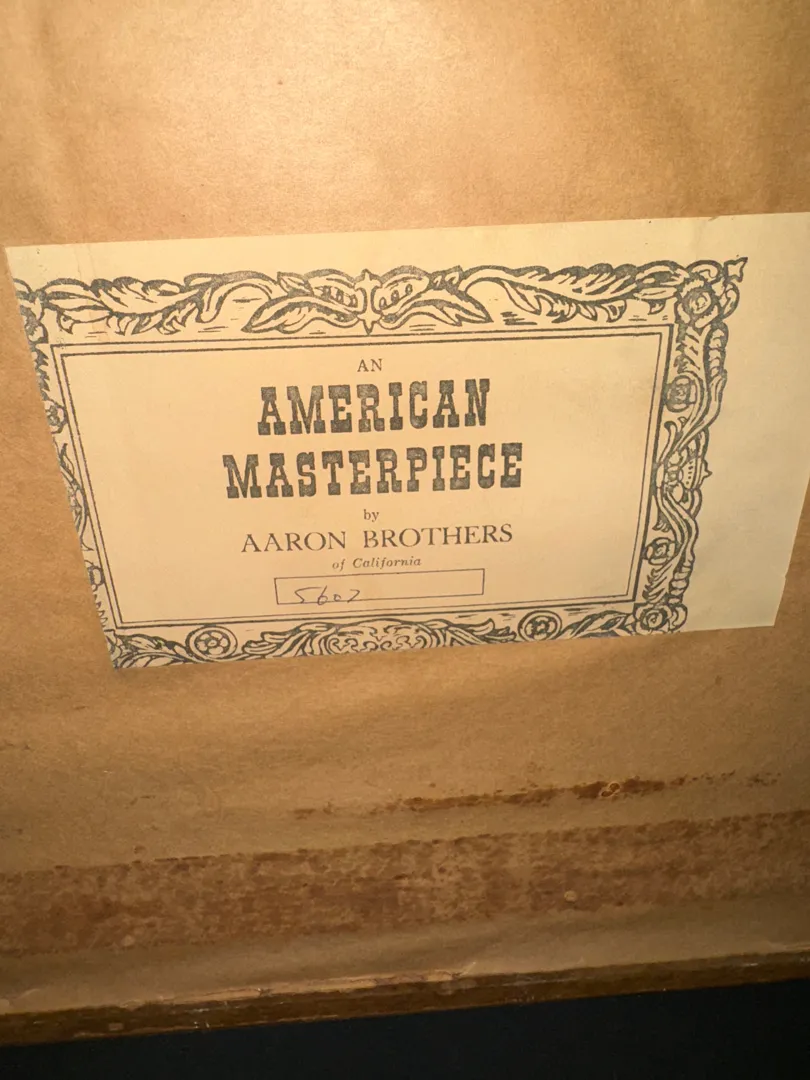 AN
AMERICAN
MASTERPIECE
by
AARON BROTHERS
of California
5602